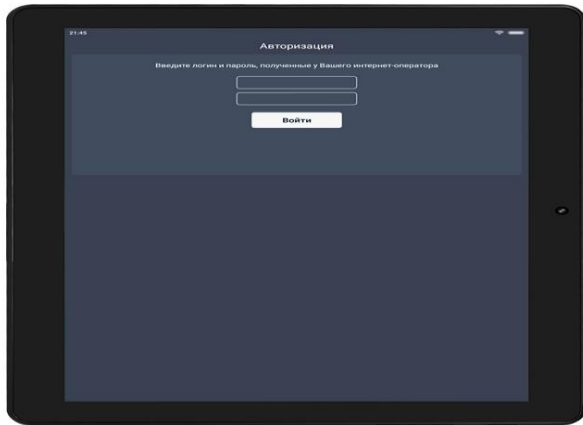 21:45
Авторизация
Введите логин и пароль, полученные у Вашего интернет-оператора
Войти